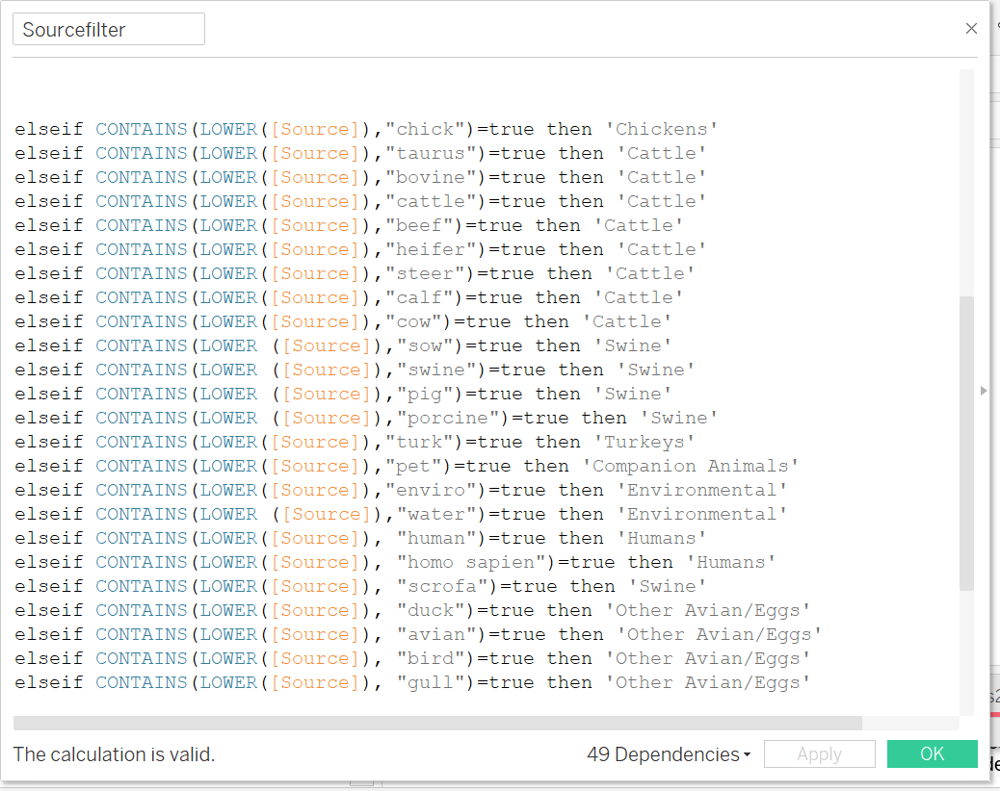 Sourcefilter
elseif CONTAINS(LOWER([Source]),"chick")=true then 'Chickens'
elseif CONTAINS(LOWER([Source]),"taurus")=true then 'Cattle'
elseif CONTAINS(LOWER([Source]),"bovine")=true then 'Cattle'
elseif CONTAINS(LOWER([Source]),"cattle")=true then 'Cattle'
elseif CONTAINS(LOWER([Source]),"beef")=true then 'Cattle'
elseif CONTAINS(LOWER([Source]),"heifer")=true then 'Cattle'
elseif CONTAINS(LOWER([Source]),"steer")=true then 'Cattle'
elseif CONTAINS(LOWER([Source]),"calf")=true then 'Cattle'
elseif CONTAINS(LOWER([Source]),"cow")=true then 'Cattle'
elseif CONTAINS(LOWER ([Source]),"sow")=true then 'Swine'
elseif CONTAINS(LOWER ([Source]),"swine")=true then 'Swine'
elseif CONTAINS(LOWER ([Source]),"pig")=true then 'Swine'
elseif CONTAINS(LOWER ([Source]),"porcine")=true then 'Swine'
elseif CONTAINS(LOWER([Source]),"turk")=true then 'Turkeys'
elseif CONTAINS(LOWER([Source]),"pet")=true then 'Companion Animals'
elseif CONTAINS(LOWER([Source]),"enviro")=true then 'Environmental'
elseif CONTAINS(LOWER ([Source]),"water")=true then 'Environmental'
elseif CONTAINS(LOWER([Source]), "human")=true then 'Humans'
elseif CONTAINS(LOWER([Source]), "homo sapien")=true then 'Humans'
elseif CONTAINS(LOWER([Source]), "scrofa")=true then 'Swine'
elseif CONTAINS(LOWER([Source]), "duck")=true then 'Other Avian/Eggs'
elseif CONTAINS(LOWER([Source]), "avian")=true then 'Other Avian/Eggs'
elseif CONTAINS(LOWER([Source]), "bird")=true then 'Other Avian/Eggs'
elseif CONTAINS(LOWER([Source]), "gull")=true then 'Other Avian/Eggs'
The calculation is valid.
49 Dependencies
Apply
OK